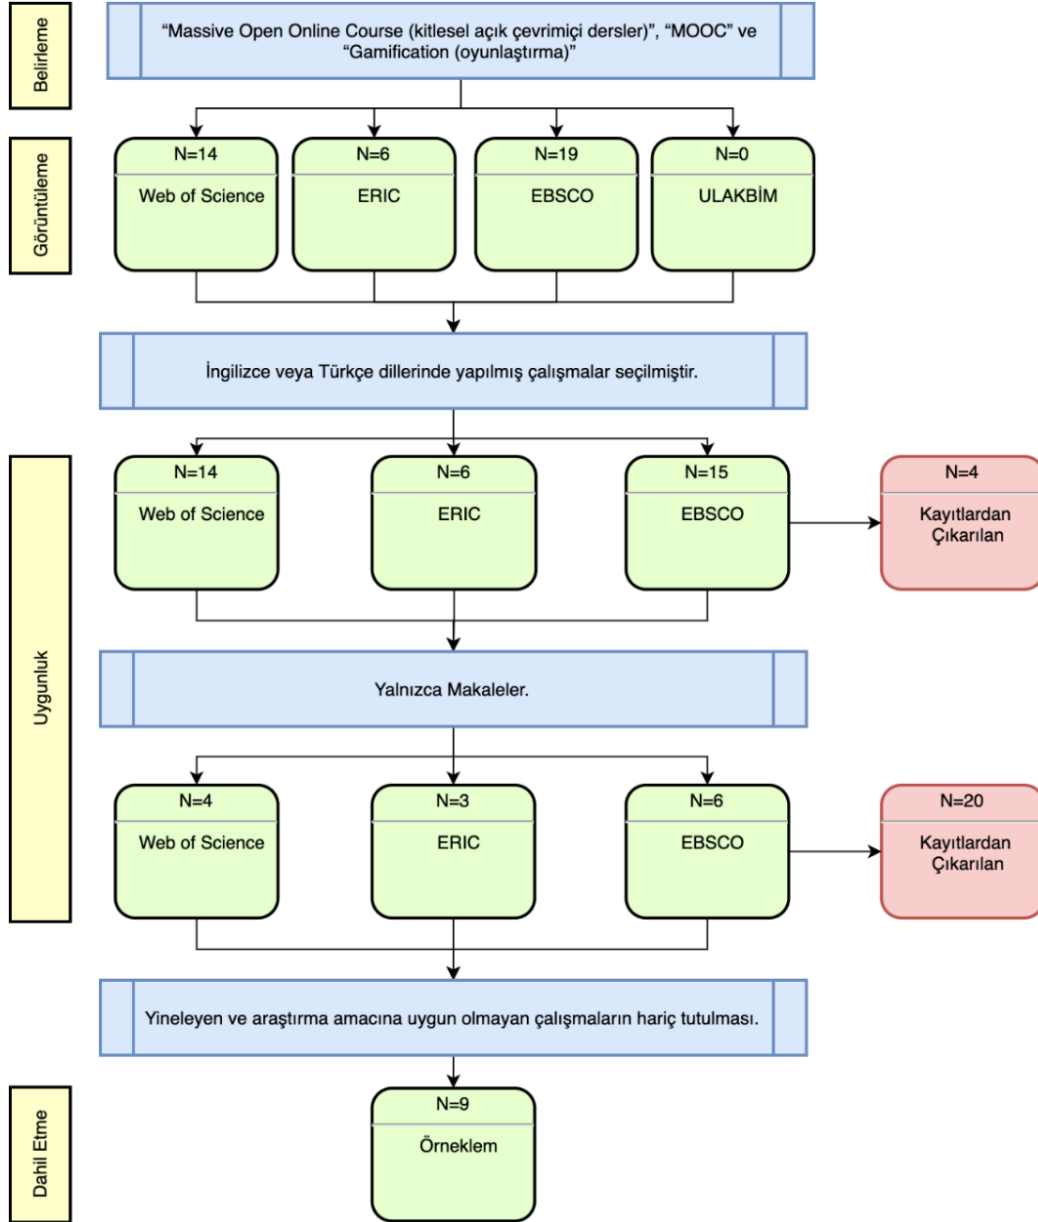 Belirleme
“Massive Open Online Course (kitlesel açık çevrimiçi dersler)”, “MOOC” ve
“Gamification (oyunlaştırma)”
Görüntüleme
N=14
Web of Science
N=6
ERIC
N=19
EBSCO
N=0
ULAKBİM
İngilizce veya Türkçe dillerinde yapılmış çalışmalar seçilmiştir.
Uygunluk
N=14
Web of Science
N=6
ERIC
N=15
EBSCO
N=4
Kayıtlardan
Çıkarılan
Yalnızca Makaleler.
N=4
Web of Science
N=3
ERIC
N=6
EBSCO
N=20
Kayıtlardan
Çıkarılan
Yineleyen ve araştırma amacına uygun olmayan çalışmaların hariç tutulması.
Dahil Etme
N=9
Örneklem